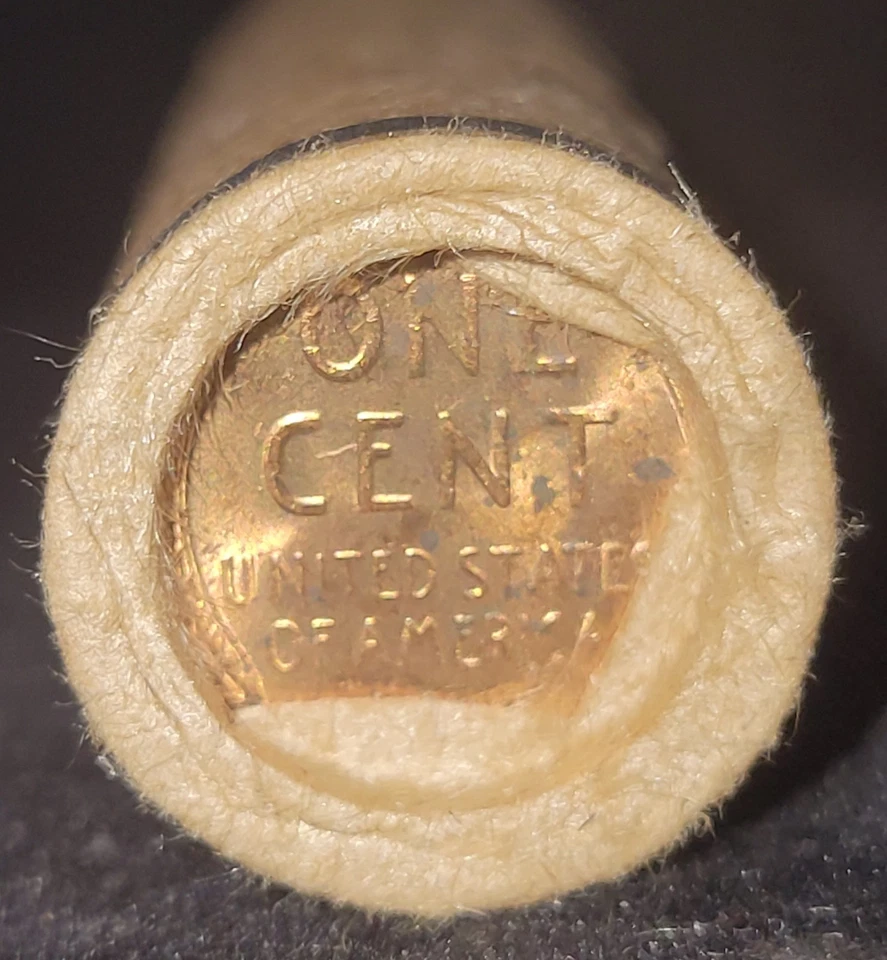 ONE
CENT
UNITED STATES
OF AMERICA